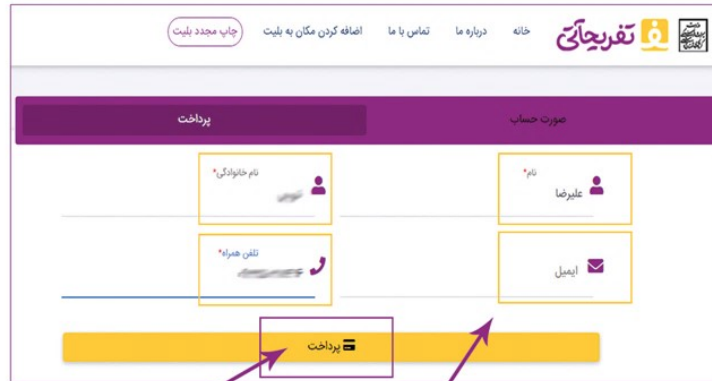 تفریحاتی
خانه درباره ما تماس با ما اضافه کردن مکان به بلیت چاپ مجدد بلیت
صورت حساب پرداخت
نام* نام خانوادگی*
علیرضا
تلفن همراه*
ایمیل
پرداخت